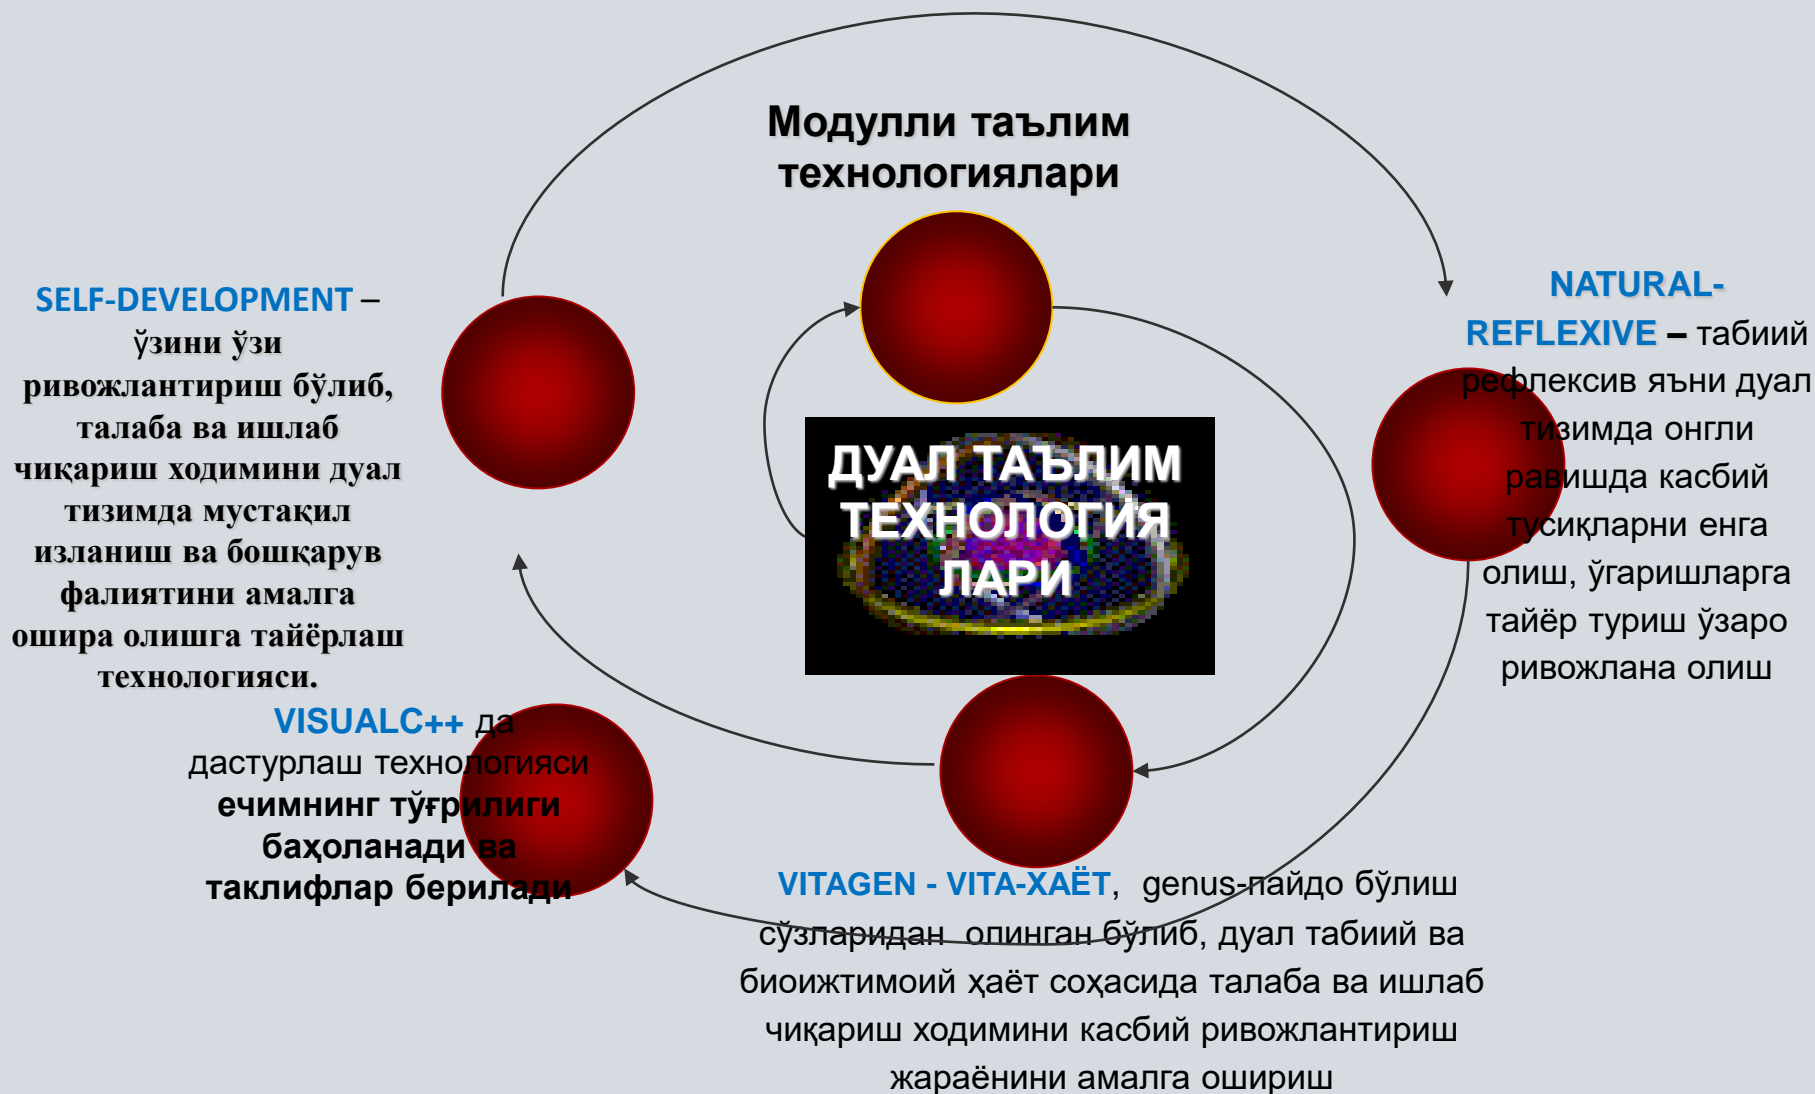 Модулли таълим
технологиялари
SELF-DEVELOPMENT –
ўзини ўзи
ривожлантириш бўлиб,
талаба ва ишлаб
чиқариш ходимини дуал
тизимда мустақил
изланиш ва бошқарув
фалиятини амалга
ошира олишга тайёрлаш
технологияси.
ДУАЛ ТАЪЛИМ
ТЕХНОЛОГИЯ
ЛАРИ
NATURAL-
REFLEXIVE – табиий
рефлексив яъни дуал
тизимда онгли
равишда касбий
тусиқларни енга
олиш, ўгаришларга
тайёр туриш ўзаро
ривожлана олиш
VISUALC++ да
дастурлаш технологияси
ечимнинг тўғрилиги
баҳоланади ва
таклифлар берилади
VITAGEN - VITA-ХАЁТ, genus-пайдо бўлиш
сўзларидан олинган бўлиб, дуал табиий ва
биоижтимоий ҳаёт соҳасида талаба ва ишлаб
чиқариш ходимини касбий ривожлантириш
жараёнини амалга ошириш